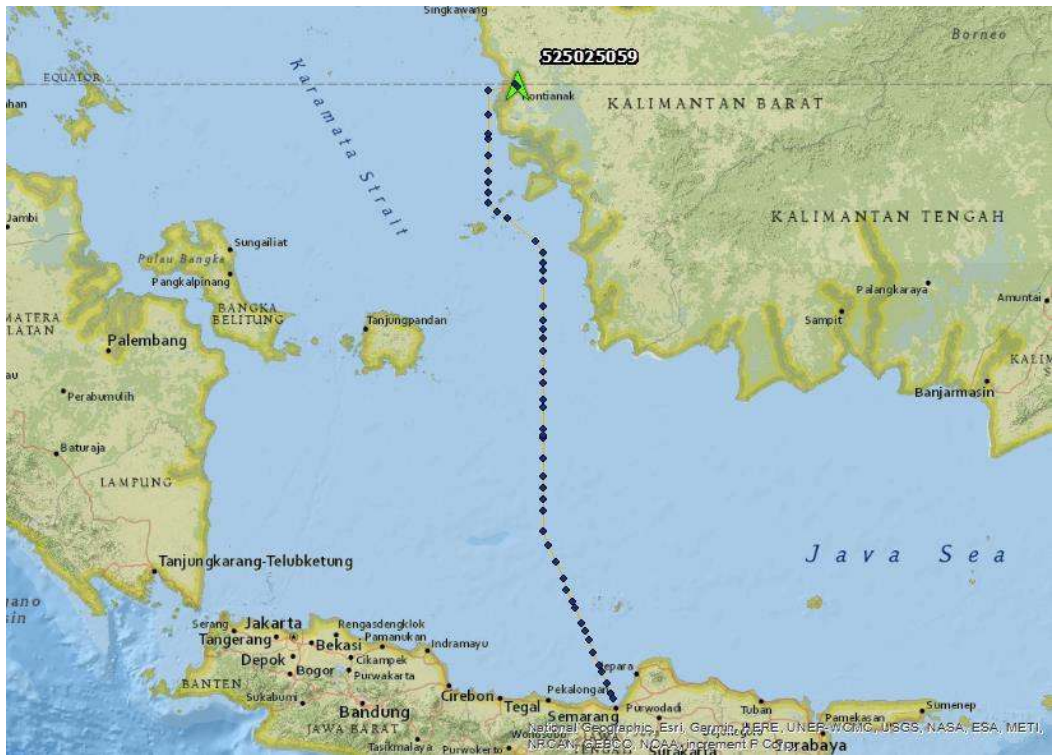 Singkawang
525025059
Borneo
EQUATOR
Pontianak
KALIMANTAN BARAT
Karamata Strait
Jambi
KALIMANTAN TENGAH
Sungailiat
Pulau Bangka
Pangkalpinang
Palangkaraya
Amuntai
BANGKA
BELITUNG
Tanjungpandan
Sampit
Palembang
Banjarmasin
Perabumulih
Baturaja
LAMPUNG
Java Sea
Tanjungkarang-Telubketung
Serang
Jakarta
Rengasdengklok
Tangerang
Bekasi
Pamanukan
Indramayu
Depok
Cikampek
Bogor
Purwakarta
Jepara
BANTEN
Sukabumi
Cirebon
Pekalongan
Tegal
Bandung
Semarang
Purwodadi
Tuban
Pamekasan
Sumenep
JAWA BARAT
Tasikmalaya
Purwokerto
Wonosobo
Surabaya
National Geographic, Esri, Garmin, HERE, UNEP-WCMC, USGS, NASA, ESA, METI,
NRCAN, GEBCO, NOAA, increment P Corp.